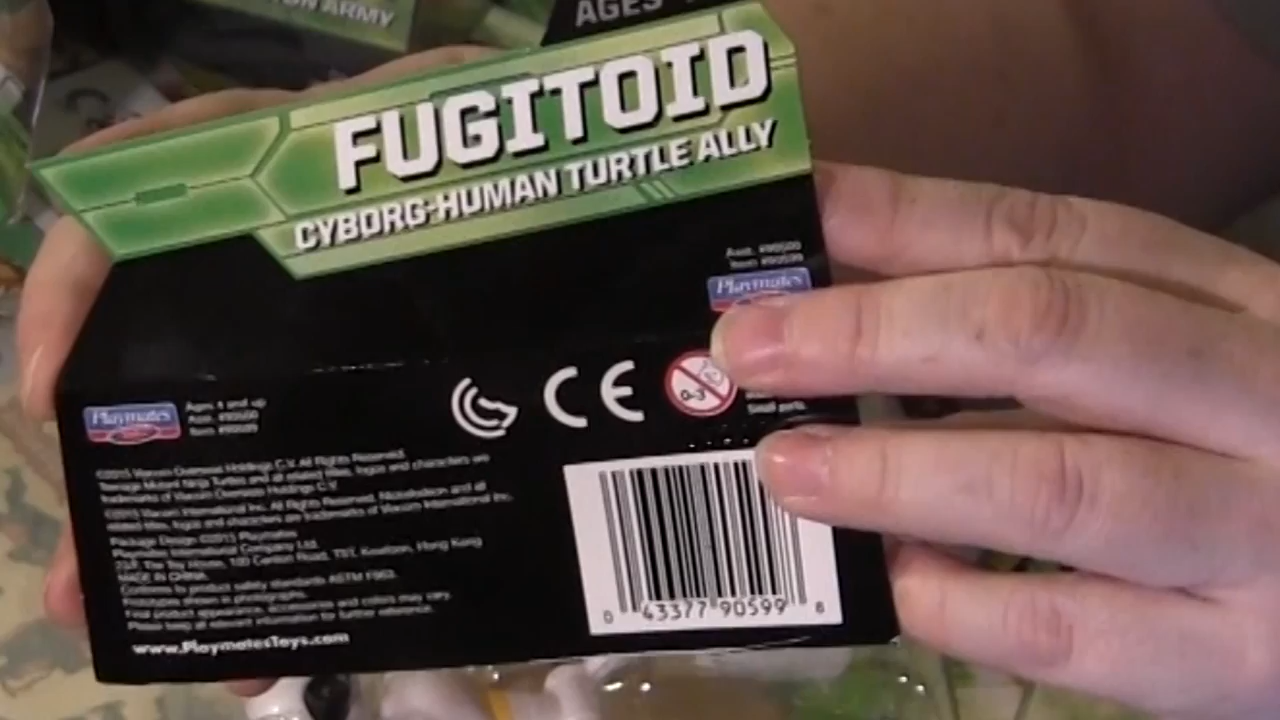 ON ARMY
AGES
FUGITOID
CYBORG-HUMAN TURTLE ALLY
Asst. #90500
Item #90599
Playmates
Playmates
Ages 4 and up
Asst. #90500
Item #90599
CE
0-3
Small parts.
©2015 Viacom Overseas Holdings C.V. All Rights Reserved.
Teenage Mutant Ninja Turtles and all related titles, logos and characters are
trademarks of Viacom Overseas Holdings C.V.
©2015 Viacom International Inc. All Rights Reserved. Nickelodeon and all
related titles, logos and characters are trademarks of Viacom International Inc.
Package Design ©2015 Playmates
Playmates International Company Ltd.
23/F, The Toy House, 100 Canton Road, TST, Kowloon, Hong Kong
MADE IN CHINA.
Conforms to product safety standards ASTM F963.
Prototypes shown in photographs.
Final product appearance, accessories and colors may vary.
Please keep all relevant information for further reference.
www.PlaymatesToys.com
0 43377 90599 8